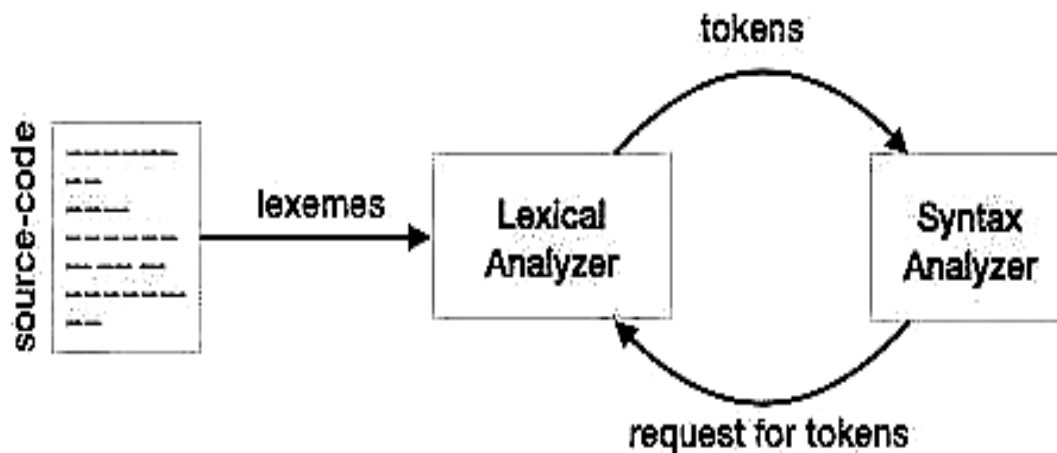 tokens
source-code
lexemes
Lexical
Analyzer
Syntax
Analyzer
request for tokens